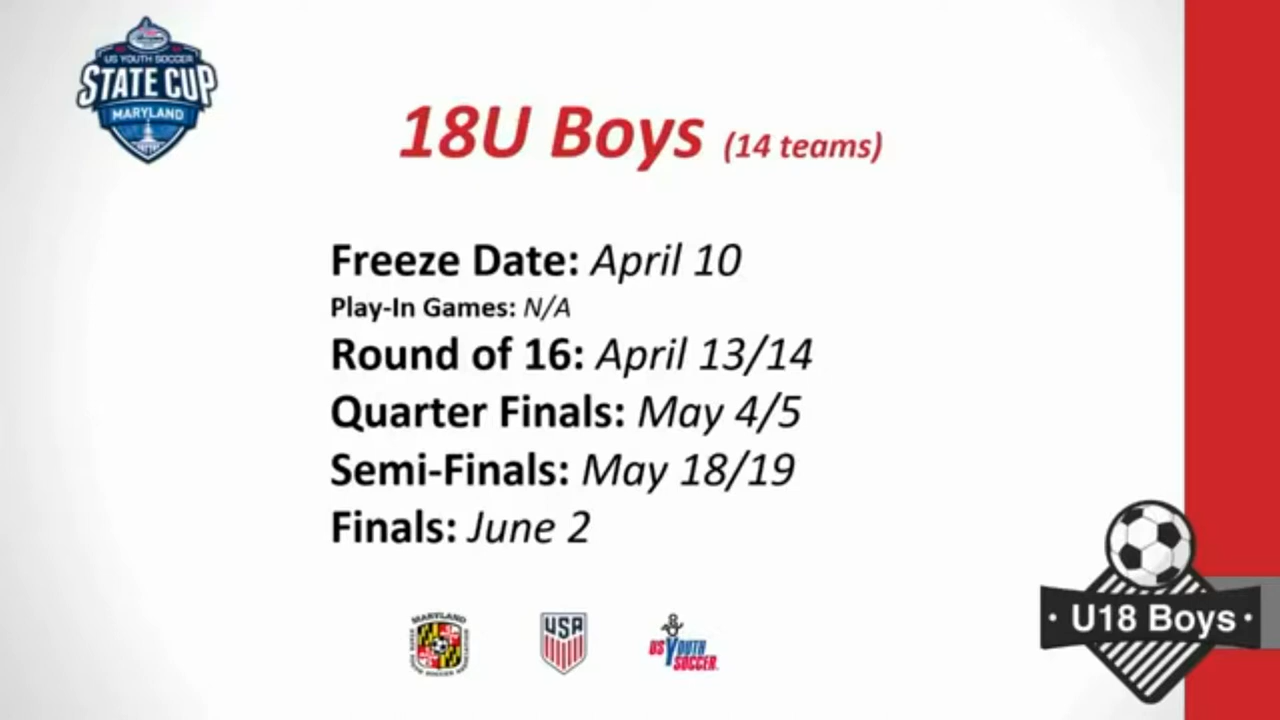 US YOUTH SOCCER
STATE CUP
MARYLAND
18U Boys (14 teams)
Freeze Date: April 10
Play-In Games: N/A
Round of 16: April 13/14
Quarter Finals: May 4/5
Semi-Finals: May 18/19
Finals: June 2
· U18 Boys ·
MARYLAND
USA
US YOUTH
SOCCER